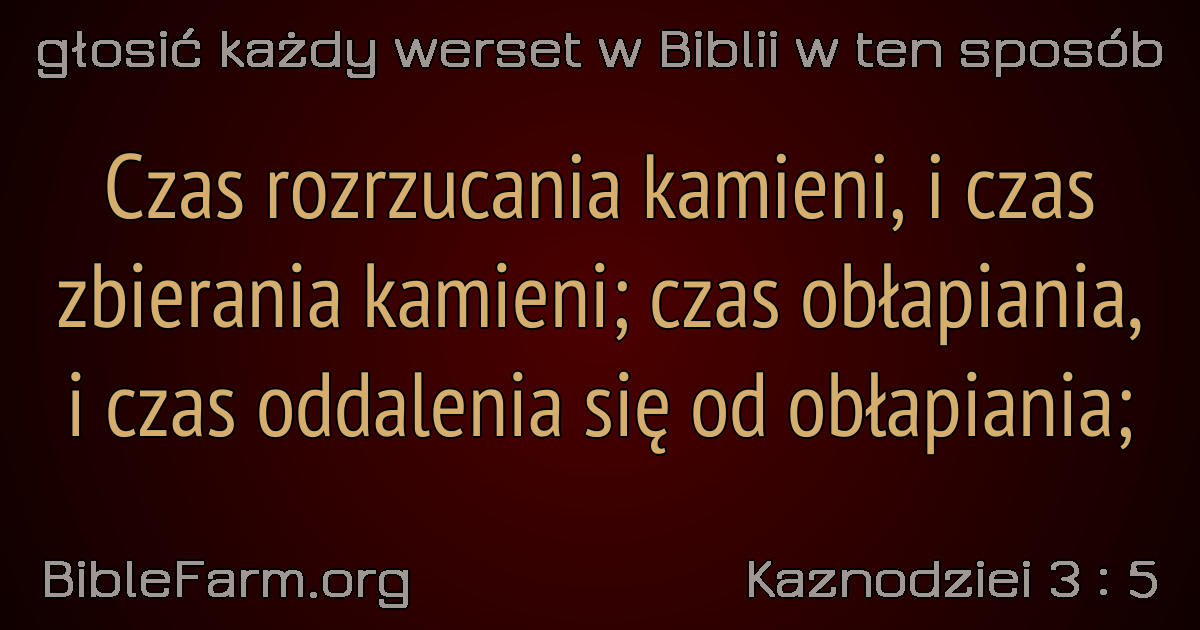 głosić każdy werset w Biblii w ten sposób
Czas rozrzucania kamieni, i czas
zbierania kamieni; czas obłapiania,
i czas oddalenia się od obłapiania;
BibleFarm.org
Kaznodziei 3 : 5